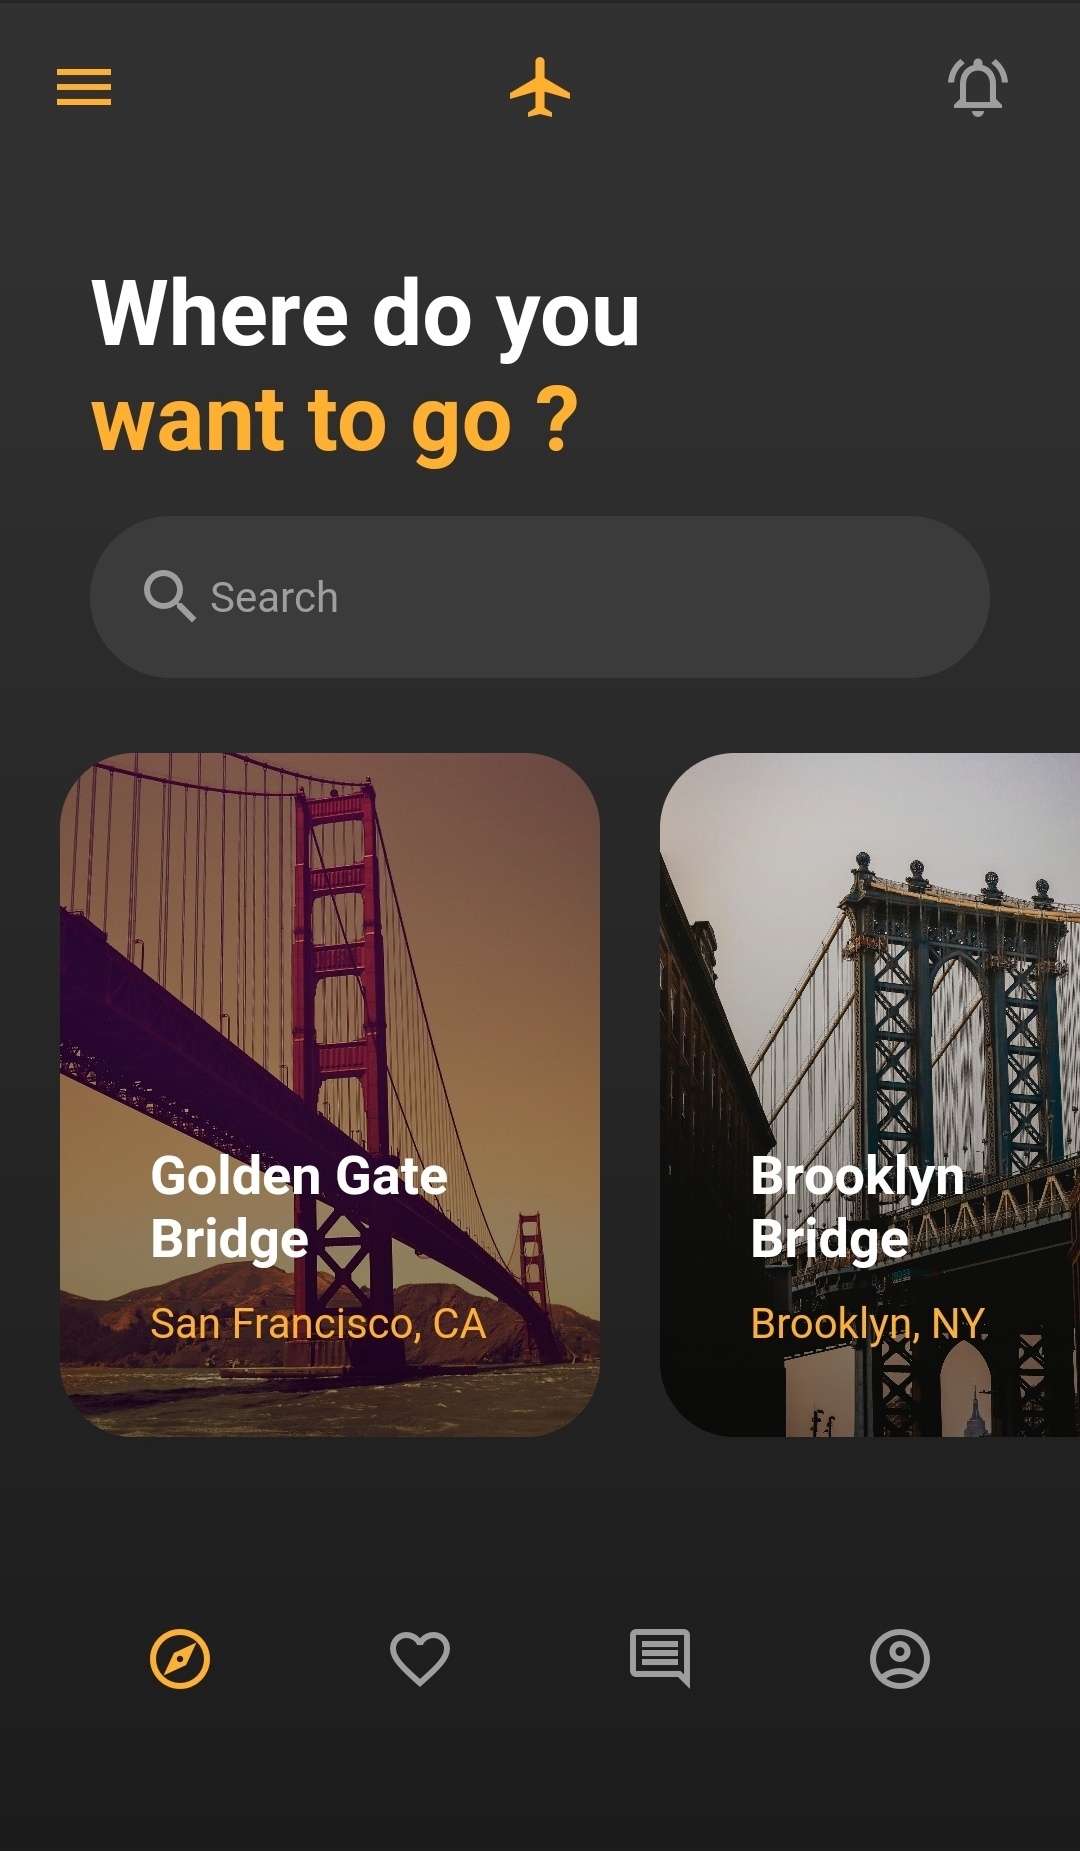 Where do you
want to go ?
Search
Golden Gate
Bridge
San Francisco, CA
Brooklyn
Bridge
Brooklyn, NY